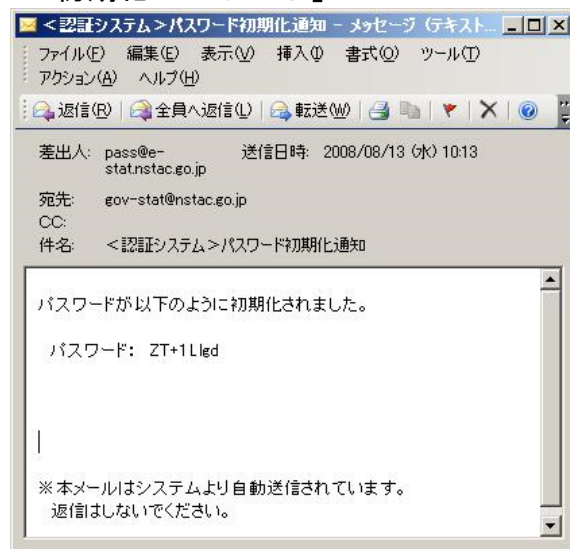 <認証システム>パスワード初期化通知 - メッセージ (テキスト...
ファイル(F) 編集(E) 表示(V) 挿入(I) 書式(O) ツール(T)
アクション(A) ヘルプ(H)
返信(R) 全員へ返信(L) 転送(W)
差出人: pass@e-stat.nstac.go.jp 送信日時: 2008/08/13 (水) 10:13
宛先: gov-stat@nstac.go.jp
CC:
件名: <認証システム>パスワード初期化通知
パスワードが以下のように初期化されました。
パスワード: ZT+1Llgd
※本メールはシステムより自動送信されています。
返信はしないでください。